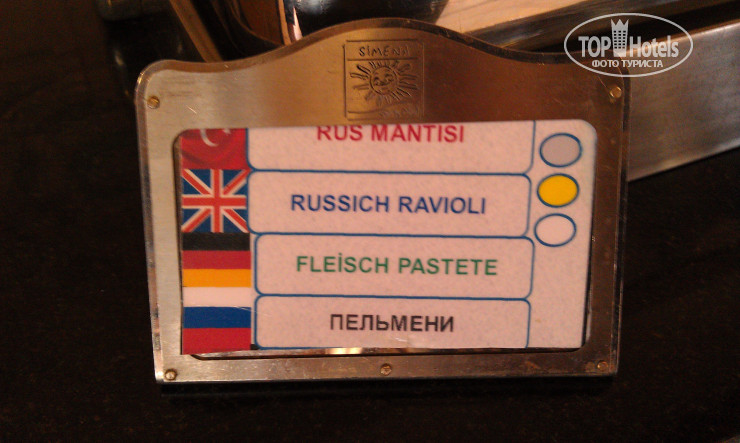 SIMENA
TOP Hotels
ФОТО ТУРИСТА
RUS MANTISI
RUSSICH RAVIOLI
FLEİSCH PASTETE
ПЕЛЬМЕНИ